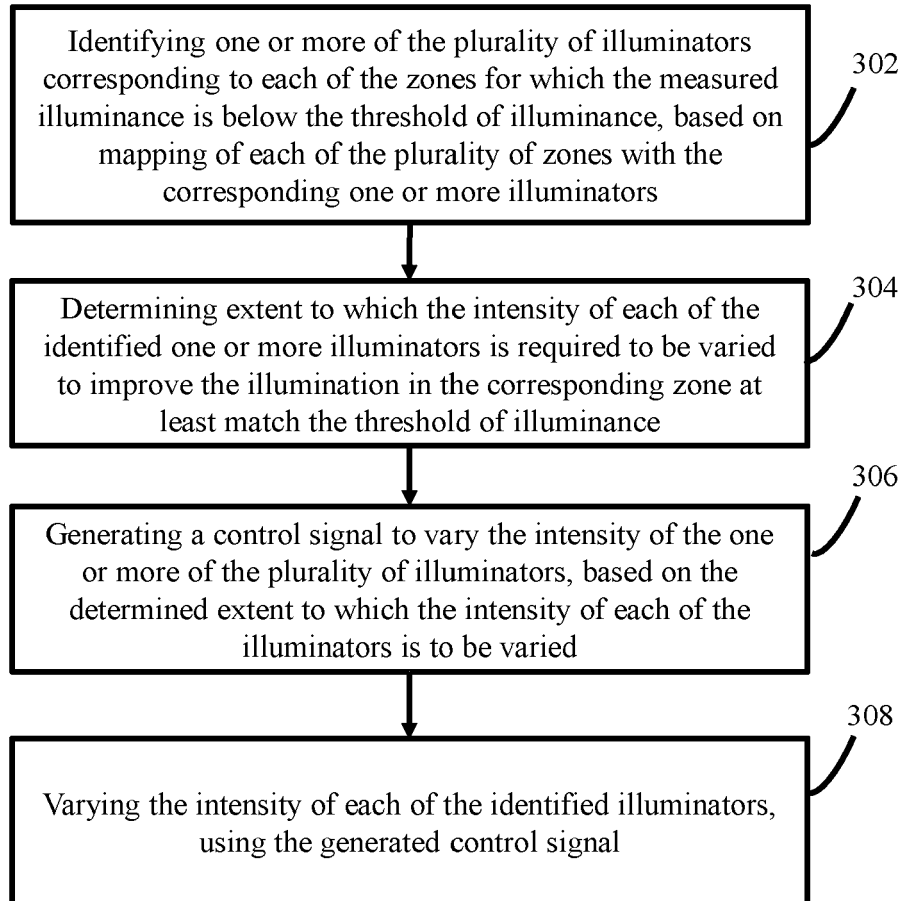 Identifying one or more of the plurality of illuminators
corresponding to each of the zones for which the measured
illuminance is below the threshold of illuminance, based on
mapping of each of the plurality of zones with the
corresponding one or more illuminators
302
Determining extent to which the intensity of each of the
identified one or more illuminators is required to be varied
to improve the illumination in the corresponding zone at
least match the threshold of illuminance
304
Generating a control signal to vary the intensity of the one
or more of the plurality of illuminators, based on the
determined extent to which the intensity of each of the
illuminators is to be varied
306
Varying the intensity of each of the identified illuminators,
using the generated control signal
308